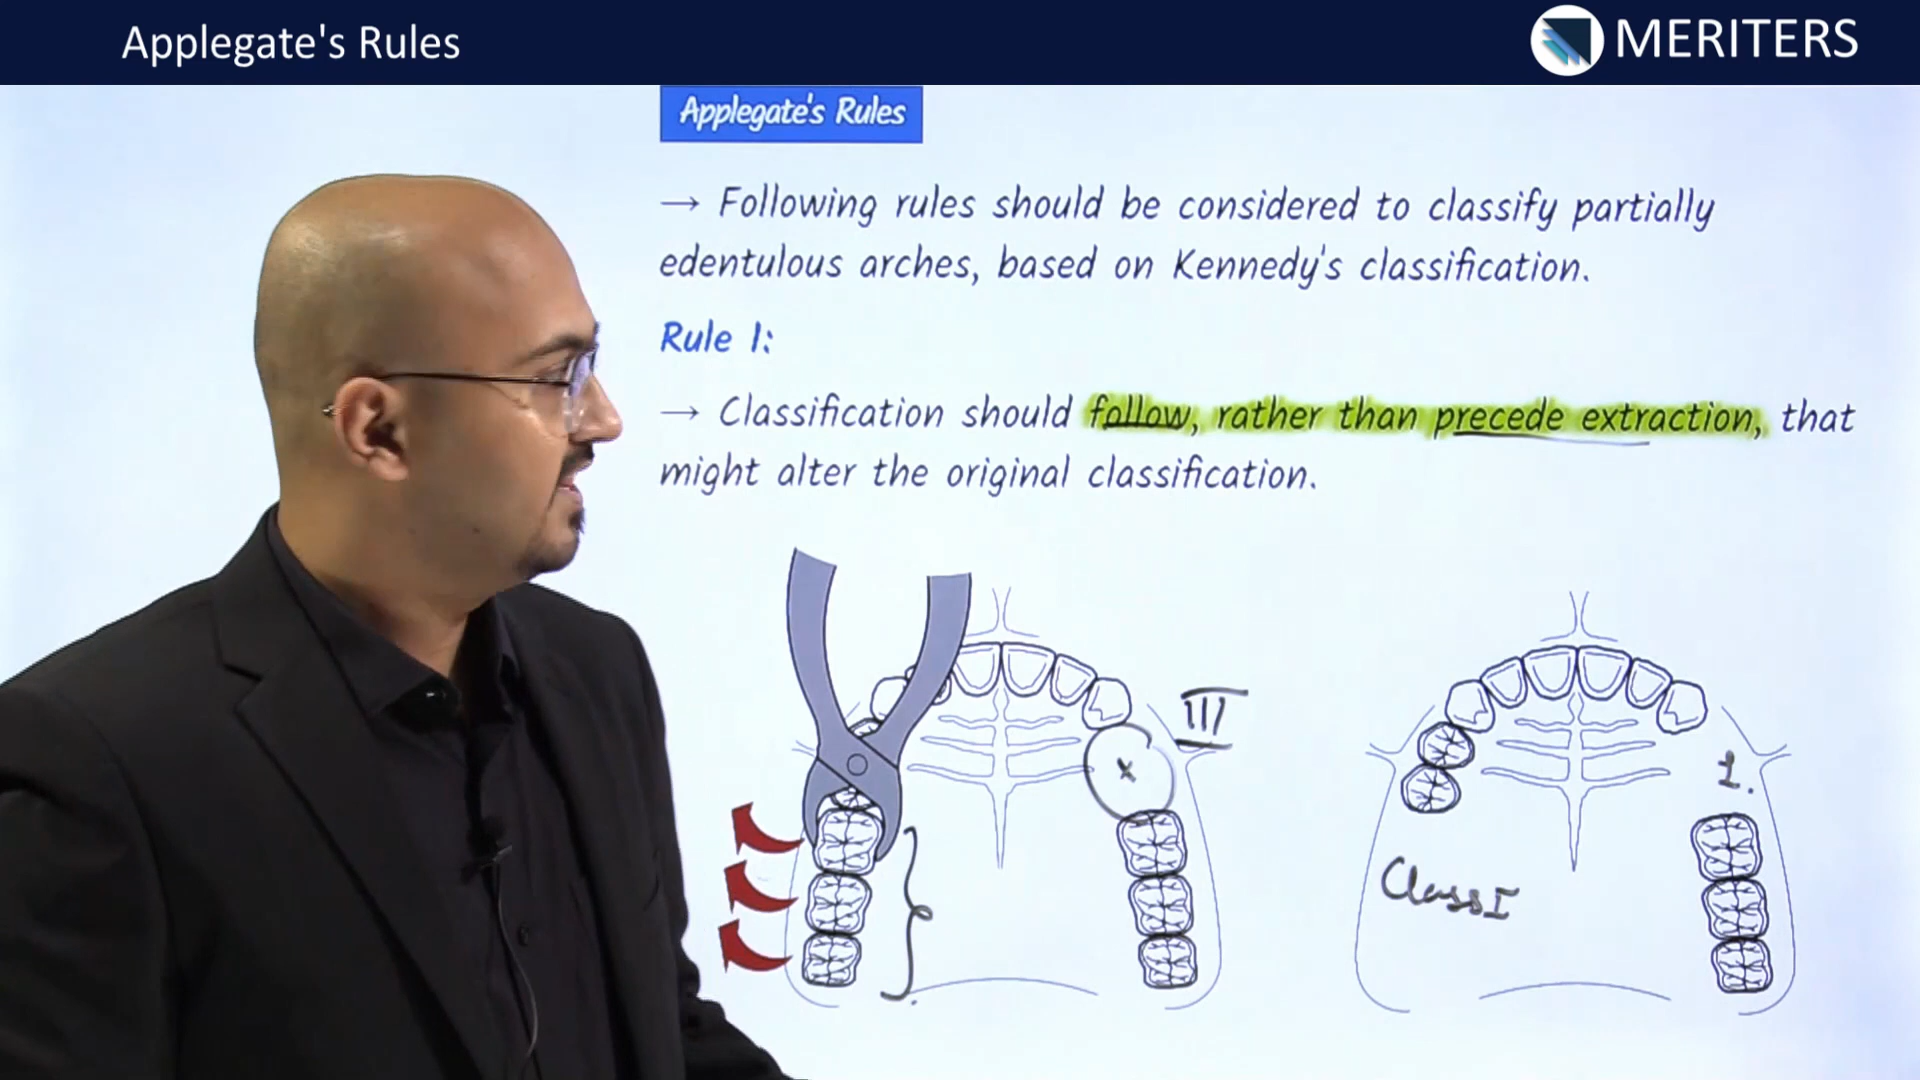 Applegate's Rules
MERITERS
Applegate's Rules
→ Following rules should be considered to classify partially
edentulous arches, based on Kennedy's classification.
Rule 1:
→ Classification should follow, rather than precede extraction, that
might alter the original classification.
III
x
1.
Class I